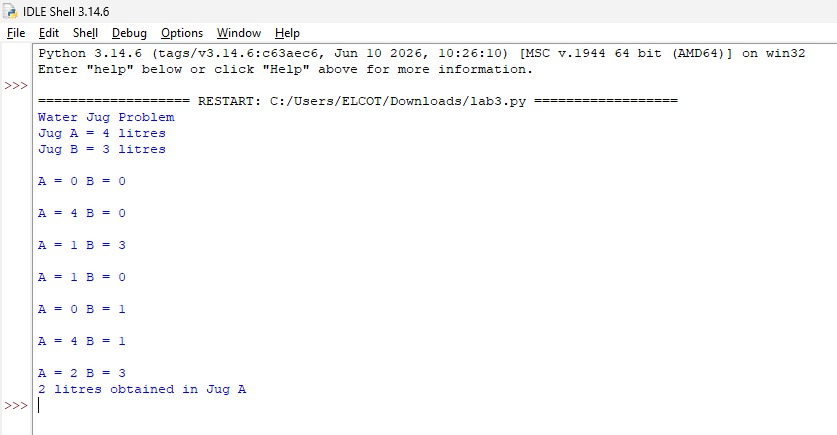 IDLE Shell 3.14.6
File Edit Shell Debug Options Window Help
Python 3.14.6 (tags/v3.14.6:c63aec6, Jun 10 2026, 10:26:10) [MSC v.1944 64 bit (AMD64)] on win32
Enter "help" below or click "Help" above for more information.
>>>
=================== RESTART: C:/Users/ELCOT/Downloads/lab3.py ==================
Water Jug Problem
Jug A = 4 litres
Jug B = 3 litres
A = 0 B = 0
A = 4 B = 0
A = 1 B = 3
A = 1 B = 0
A = 0 B = 1
A = 4 B = 1
A = 2 B = 3
2 litres obtained in Jug A
>>>